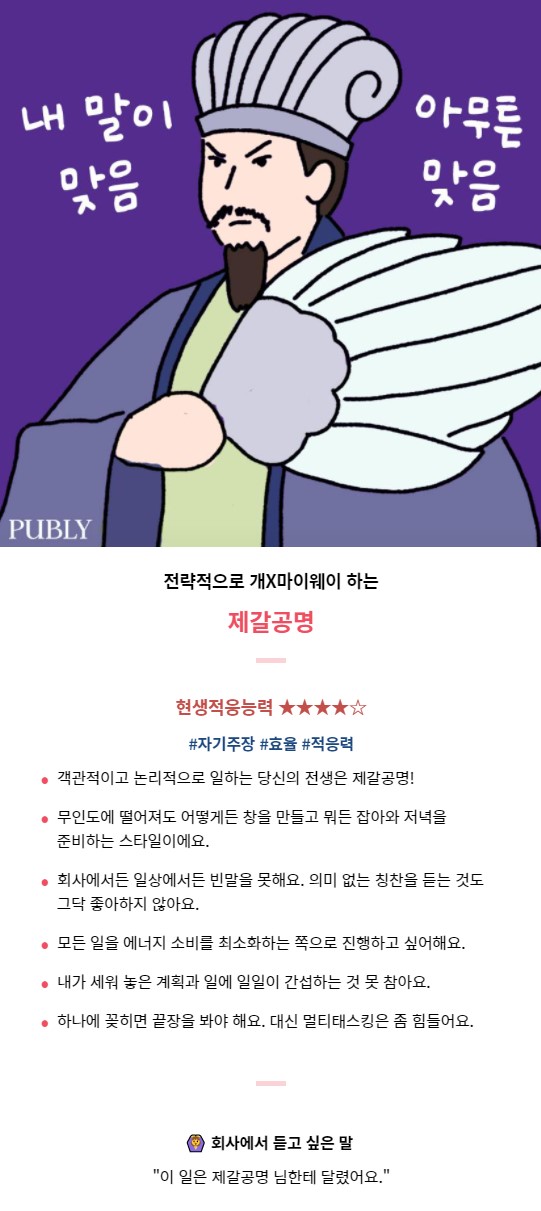 내 말이
맞음
아무튼
맞음
PUBLY
전략적으로 개X마이웨이 하는
제갈공명
현생적응능력 ★★★★☆
#자기주장 #효율 #적응력
• 객관적이고 논리적으로 일하는 당신의 전생은 제갈공명!
• 무인도에 떨어져도 어떻게든 창을 만들고 뭐든 잡아와 저녁을
준비하는 스타일이에요.
• 회사에서든 일상에서든 빈말을 못해요. 의미 없는 칭찬을 듣는 것도
그닥 좋아하지 않아요.
• 모든 일을 에너지 소비를 최소화하는 쪽으로 진행하고 싶어해요.
• 내가 세워 놓은 계획과 일에 일일이 간섭하는 것 못 참아요.
• 하나에 꽂히면 끝장을 봐야 해요. 대신 멀티태스킹은 좀 힘들어요.
🙆 회사에서 듣고 싶은 말
"이 일은 제갈공명 님한테 달렸어요."